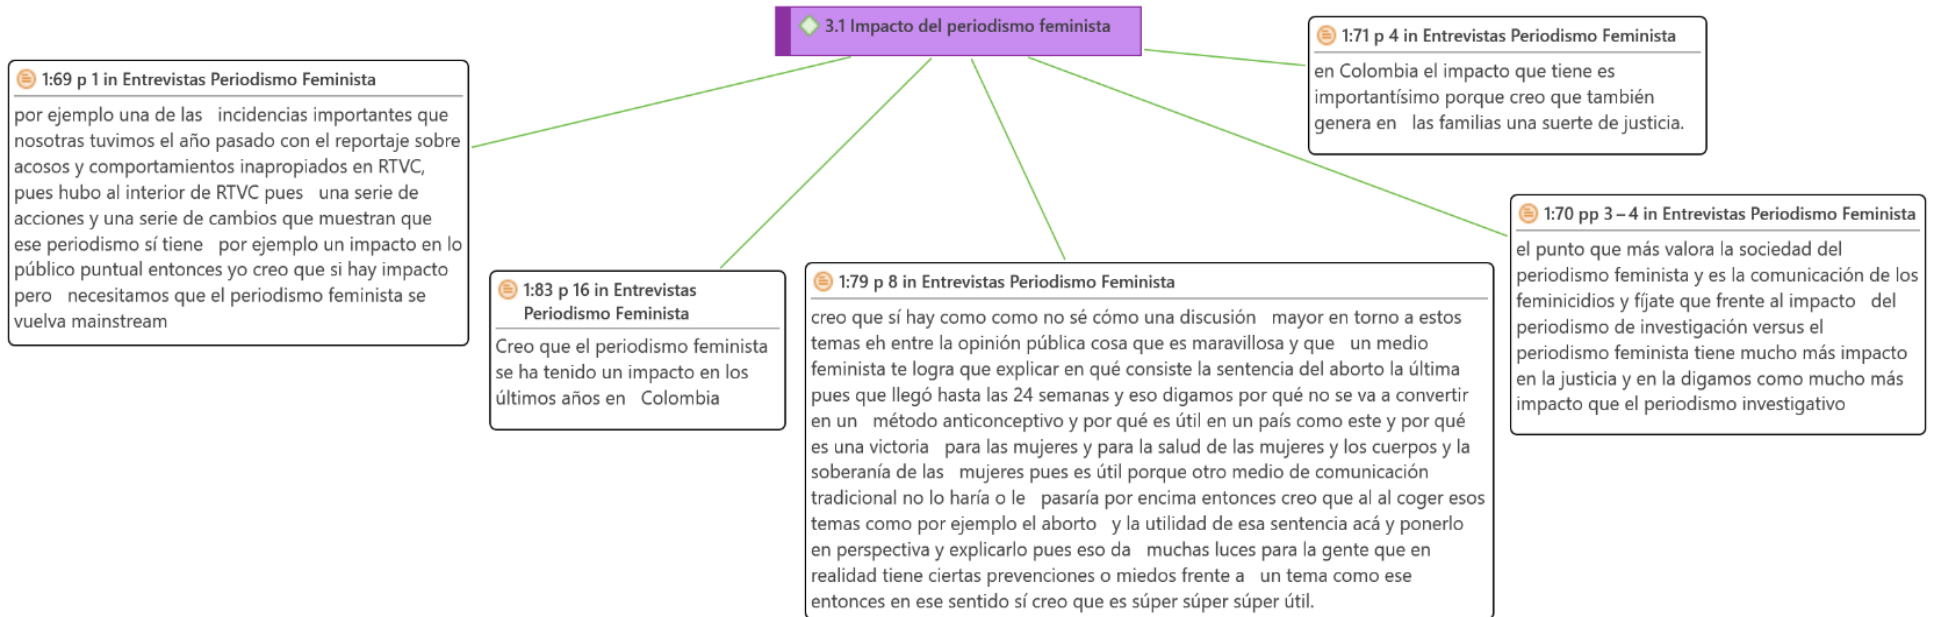 3.1 Impacto del periodismo feminista
1:69 p 1 in Entrevistas Periodismo Feminista
por ejemplo una de las incidencias importantes que
nosotras tuvimos el año pasado con el reportaje sobre
acosos y comportamientos inapropiados en RTVC,
pues hubo al interior de RTVC pues una serie de
acciones y una serie de cambios que muestran que
ese periodismo sí tiene por ejemplo un impacto en lo
público puntual entonces yo creo que si hay impacto
pero necesitamos que el periodismo feminista se
vuelva mainstream
1:83 p 16 in Entrevistas
Periodismo Feminista
Creo que el periodismo feminista
se ha tenido un impacto en los
últimos años en Colombia
1:79 p 8 in Entrevistas Periodismo Feminista
creo que sí hay como como no sé cómo una discusión mayor en torno a estos
temas eh entre la opinión pública cosa que es maravillosa y que un medio
feminista te logra que explicar en qué consiste la sentencia del aborto la última
pues que llegó hasta las 24 semanas y eso digamos por qué no se va a convertir
en un método anticonceptivo y por qué es útil en un país como este y por qué
es una victoria para las mujeres y para la salud de las mujeres y los cuerpos y la
soberanía de las mujeres pues es útil porque otro medio de comunicación
tradicional no lo haría o le pasaría por encima entonces creo que al al coger esos
temas como por ejemplo el aborto y la utilidad de esa sentencia acá y ponerlo
en perspectiva y explicarlo pues eso da muchas luces para la gente que en
realidad tiene ciertas prevenciones o miedos frente a un tema como ese
entonces en ese sentido sí creo que es súper súper súper útil.
1:71 p 4 in Entrevistas Periodismo Feminista
en Colombia el impacto que tiene es
importantísimo porque creo que también
genera en las familias una suerte de justicia.
1:70 pp 3 – 4 in Entrevistas Periodismo Feminista
el punto que más valora la sociedad del
periodismo feminista y es la comunicación de los
feminicidios y fíjate que frente al impacto del
periodismo de investigación versus el
periodismo feminista tiene mucho más impacto
en la justicia y en la digamos como mucho más
impacto que el periodismo investigativo